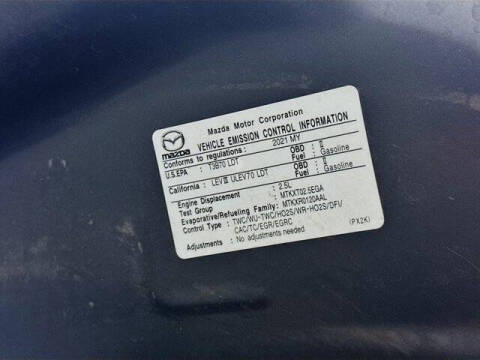 Mazda Motor Corporation
mazda VEHICLE EMISSION CONTROL INFORMATION
Conforms to regulations: 2021 MY
U.S.EPA : T3B70 LDT OBD : II
Fuel : Gasoline
California : LEVIII ULEV70 LDT OBD : II
Fuel : Gasoline
Engine Displacement : 2.5L
Test Group : MTKXT02.5EGA
Evaporative/Refueling Family: MTKXR0120AAL
Control Type : TWC/WU-TWC/HO2S/WR-HO2S/DFI/
CAC/TC/EGR/EGRC
Adjustments : No adjustments needed (PX2K)